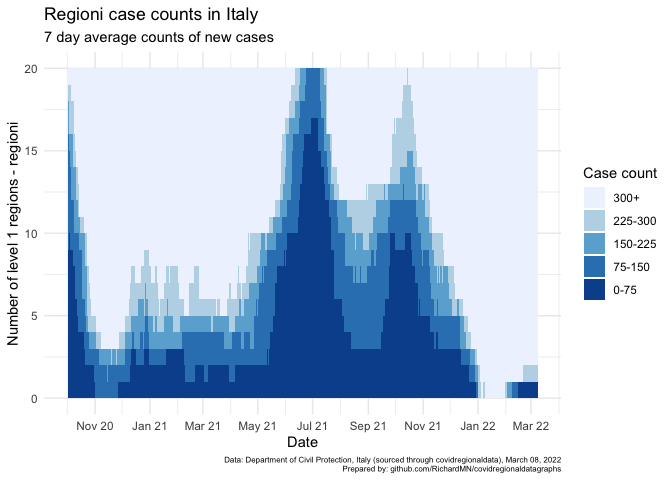 Regioni case counts in Italy
7 day average counts of new cases
Number of level 1 regions - regioni
20
15
10
5
0
Nov 20 Jan 21 Mar 21 May 21 Jul 21 Sep 21 Nov 21 Jan 22 Mar 22
Date
Case count
300+
225-300
150-225
75-150
0-75
Data: Department of Civil Protection, Italy (sourced through covidregionaldata), March 08, 2022
Prepared by: github.com/RichardMN/covidregionaldatagraphs